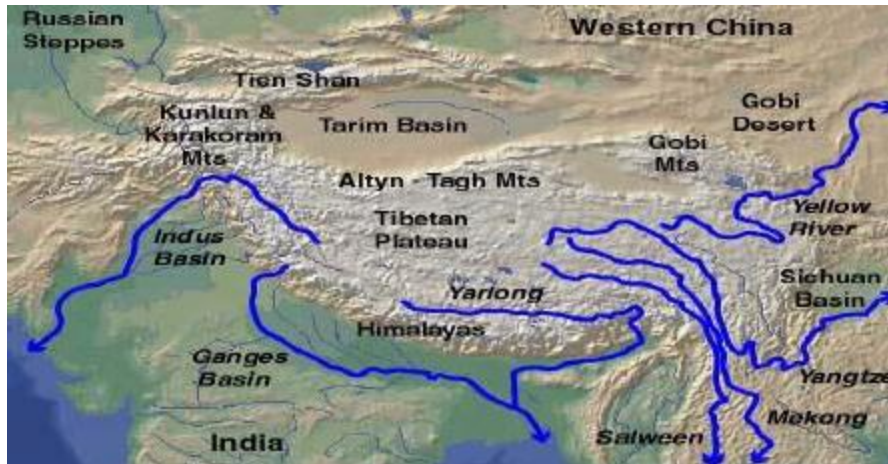 Russian
Steppes
Western China
Tien Shan
Kunlun &
Karakoram
Mts
Tarim Basin
Gobi
Desert
Gobi
Mts
Altyn - Tagh Mts
Tibetan
Plateau
Yellow
River
Indus
Basin
Sichuan
Basin
Yarlong
Himalayas
Ganges
Basin
Yangtze
Mekong
Salween
India